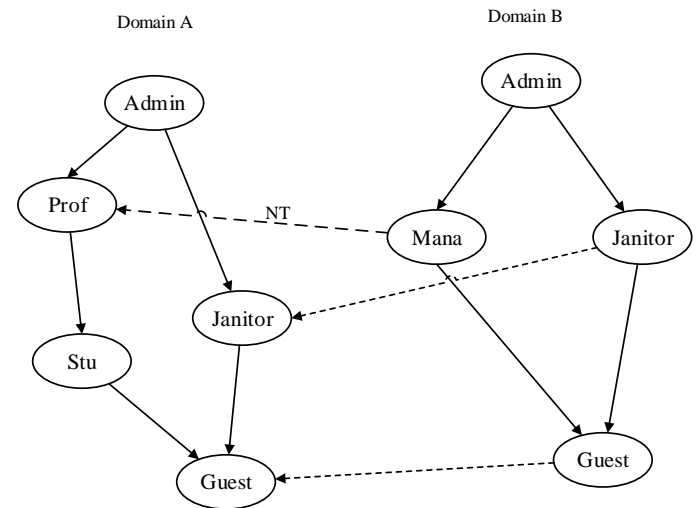 Domain A
Domain B
Admin
Admin
Prof
NT
Mana
Janitor
Janitor
Stu
Guest
Guest